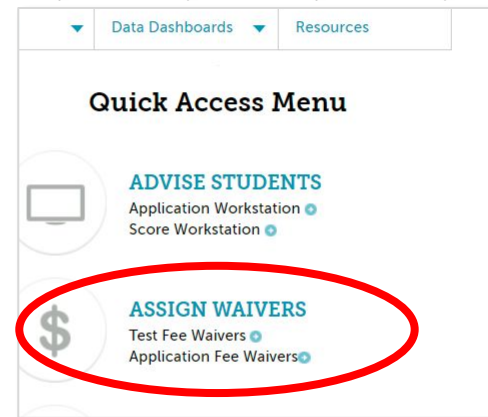 Data Dashboards Resources
Quick Access Menu
ADVISE STUDENTS
Application Workstation
Score Workstation
$
ASSIGN WAIVERS
Test Fee Waivers
Application Fee Waivers